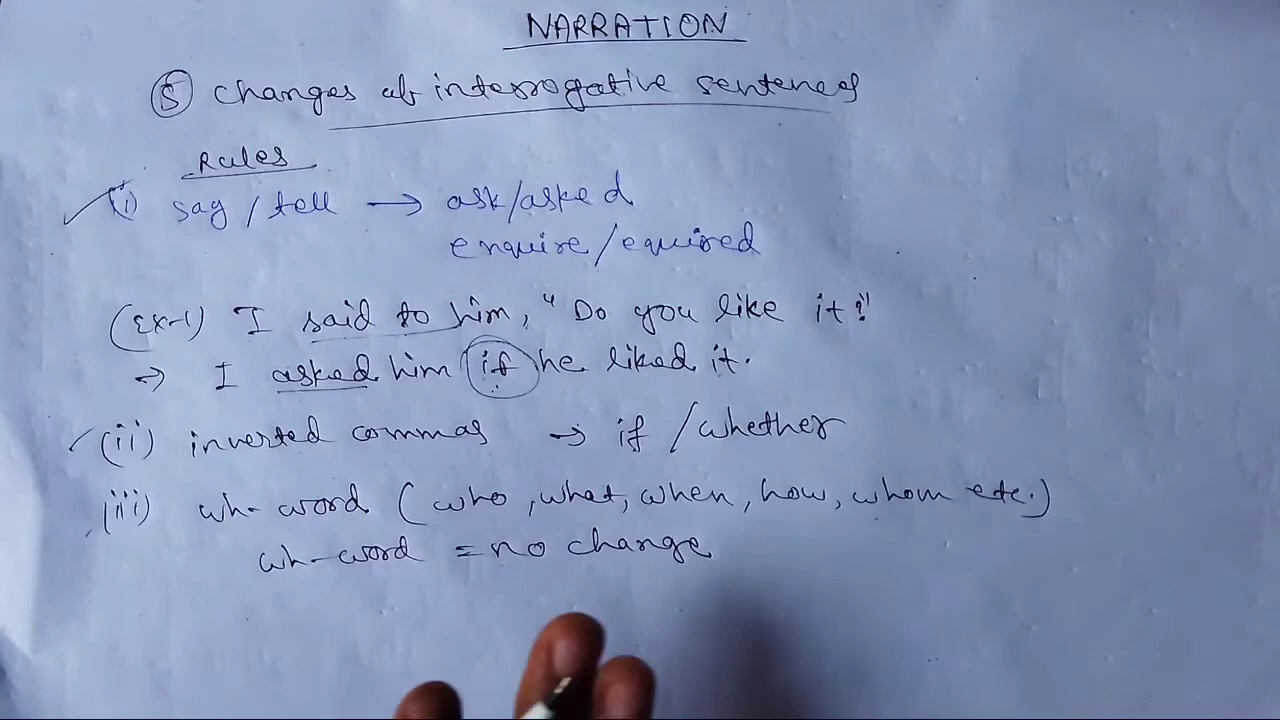 NARRATION
(5) Changes of interrogative sentences
Rules
(i) say / tell → ask/asked
enquire/equired
(Ex-1) I said to him, "Do you like it?"
→ I asked him if he liked it.
(ii) inverted commas → if / whether
(iii) wh-word (who, what, when, how, whom etc.)
wh-word = no change